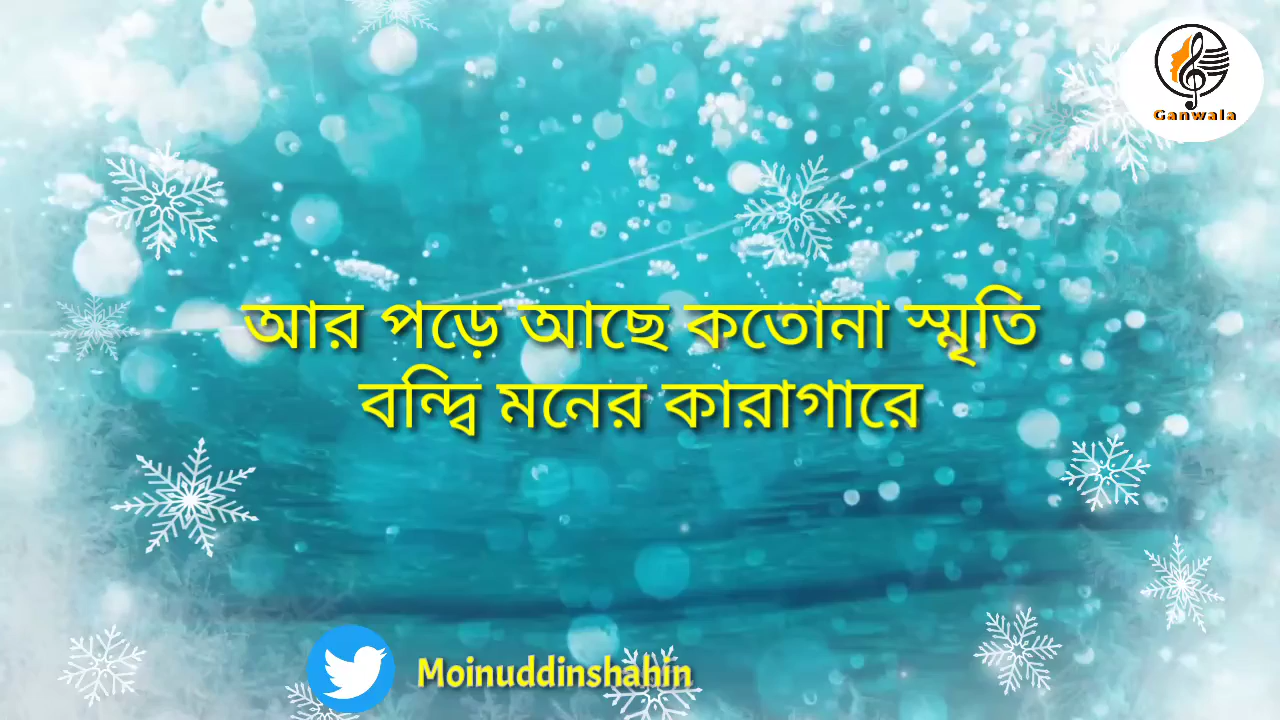 Ganwala
আর পড়ে আছে কতোনা স্মৃতি
বন্দ্বি মনের কারাগারে
Moinuddinshahin